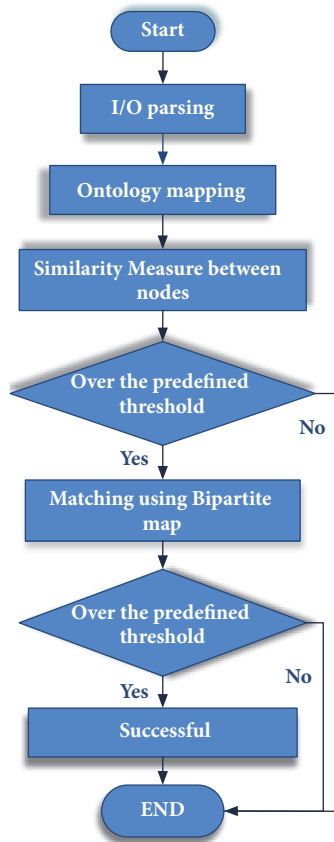 Start
I/O parsing
Ontology mapping
Similarity Measure between
nodes
Over the predefined
threshold
No
Yes
Matching using Bipartite
map
Over the predefined
threshold
No
Yes
Successful
END